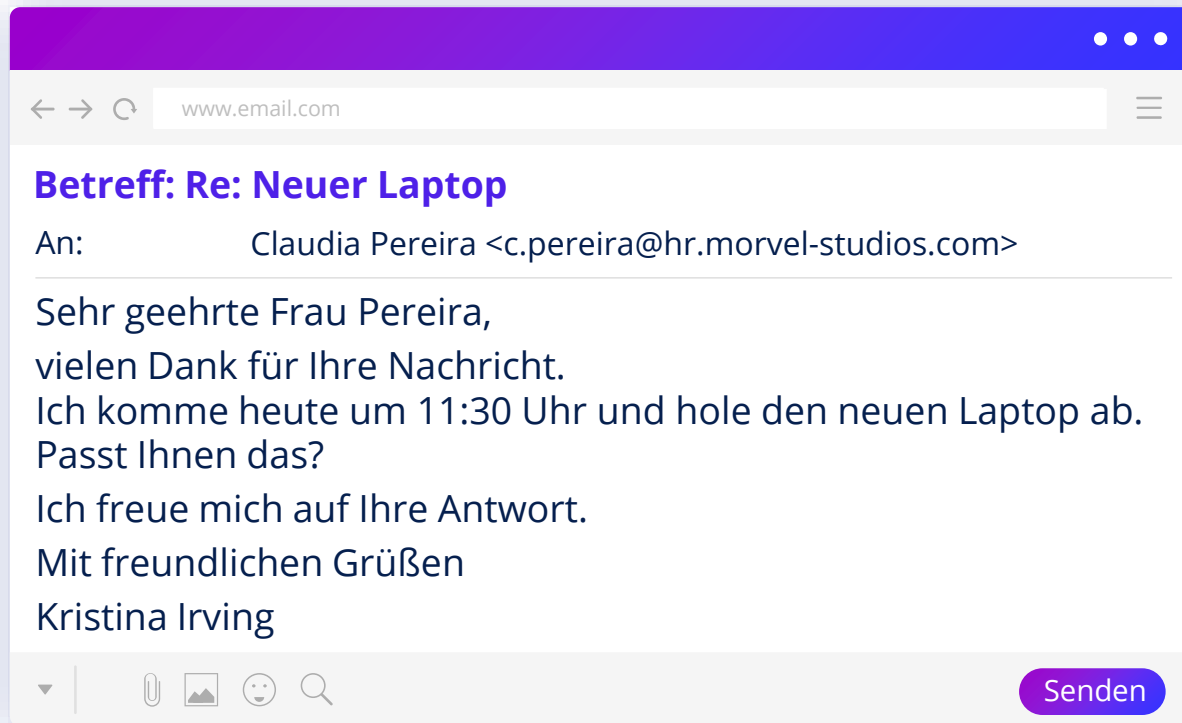 www.email.com
Betreff: Re: Neuer Laptop
An: Claudia Pereira <c.pereira@hr.morvel-studios.com>
Sehr geehrte Frau Pereira,
vielen Dank für Ihre Nachricht.
Ich komme heute um 11:30 Uhr und hole den neuen Laptop ab.
Passt Ihnen das?
Ich freue mich auf Ihre Antwort.
Mit freundlichen Grüßen
Kristina Irving
Senden